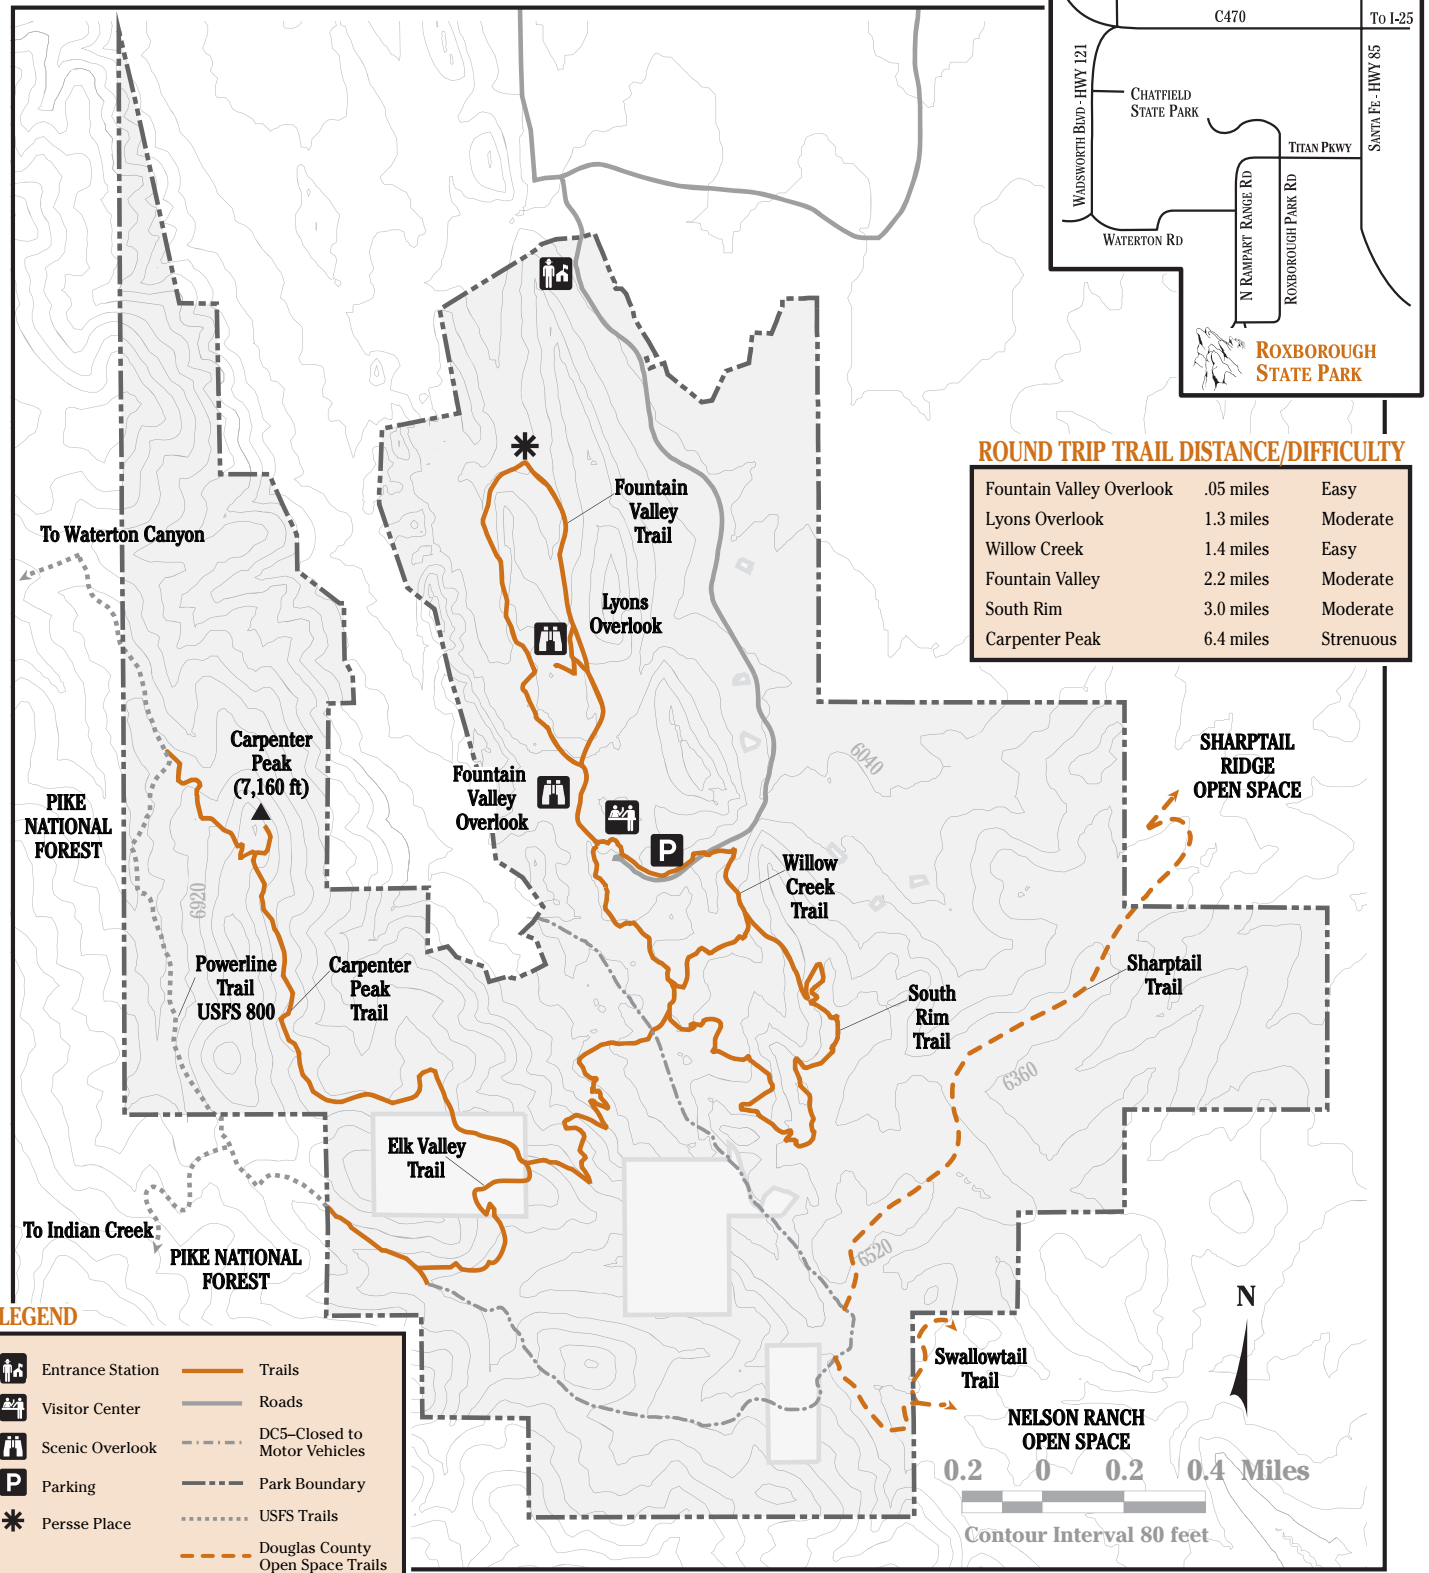 C470
TO I-25
WADSWORTH BLVD - HWY 121
SANTA FE - HWY 85
CHATFIELD
STATE PARK
TITAN PKWY
N RAMPART RANGE RD
ROXBOROUGH PARK RD
WATERTON RD
ROXBOROUGH
STATE PARK
ROUND TRIP TRAIL DISTANCE/DIFFICULTY
Fountain Valley Overlook .05 miles Easy
Lyons Overlook 1.3 miles Moderate
Willow Creek 1.4 miles Easy
Fountain Valley 2.2 miles Moderate
South Rim 3.0 miles Moderate
Carpenter Peak 6.4 miles Strenuous
Fountain
Valley
Trail
To Waterton Canyon
Lyons
Overlook
Carpenter
Peak
(7,160 ft)
Fountain
Valley
Overlook
PIKE
NATIONAL
FOREST
6040
SHARPTAIL
RIDGE
OPEN SPACE
P
Willow
Creek
Trail
6920
Powerline
Trail
USFS 800
Carpenter
Peak
Trail
South
Rim
Trail
Sharptail
Trail
6360
Elk Valley
Trail
To Indian Creek
PIKE NATIONAL
FOREST
6520
N
Swallowtail
Trail
NELSON RANCH
OPEN SPACE
0.2 0 0.2 0.4 Miles
Contour Interval 80 feet
LEGEND
Entrance Station
Visitor Center
Scenic Overlook
P Parking
Persse Place
Trails
Roads
DC5–Closed to
Motor Vehicles
Park Boundary
USFS Trails
Douglas County
Open Space Trails